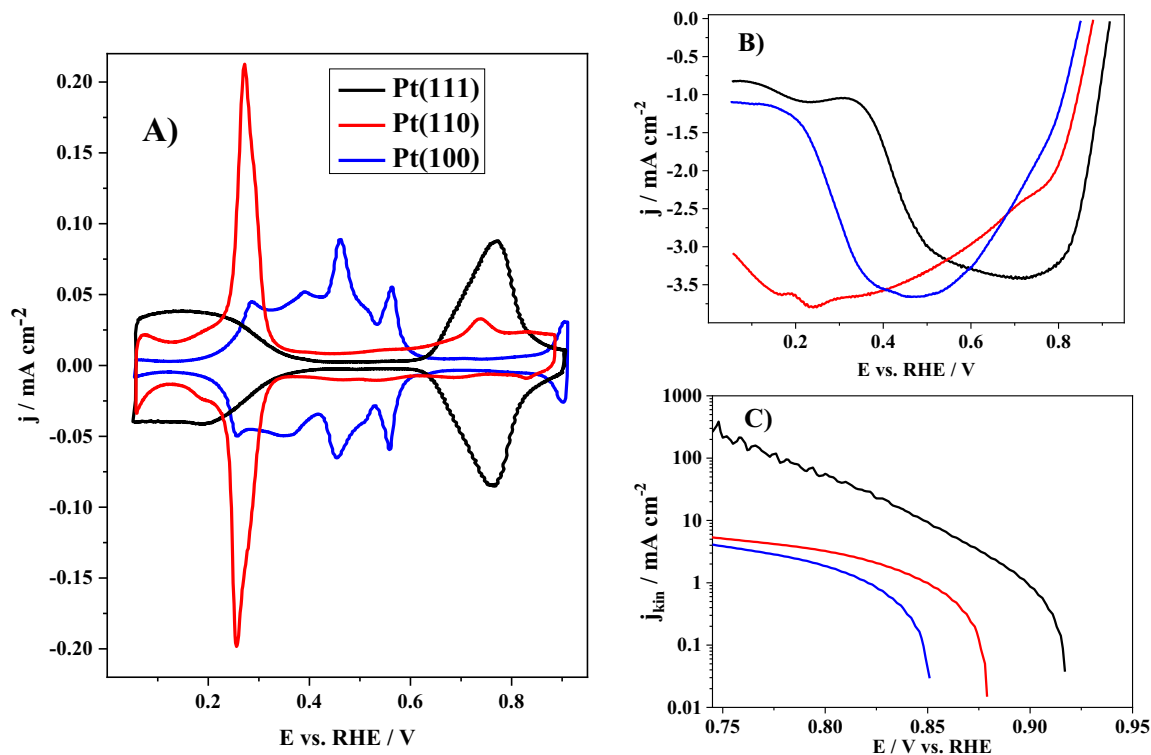 A)
Pt(111)
Pt(110)
Pt(100)
0.20
0.15
0.10
0.05
0.00
-0.05
-0.10
-0.15
-0.20
j / mA cm-2
0.2 0.4 0.6 0.8
E vs. RHE / V
B)
0.0
-0.5
-1.0
-1.5
-2.0
-2.5
-3.0
-3.5
j / mA cm-2
0.2 0.4 0.6 0.8
E vs. RHE / V
C)
1000
100
10
1
0.1
0.01
jkin / mA cm-2
0.75 0.80 0.85 0.90 0.95
E / V vs. RHE